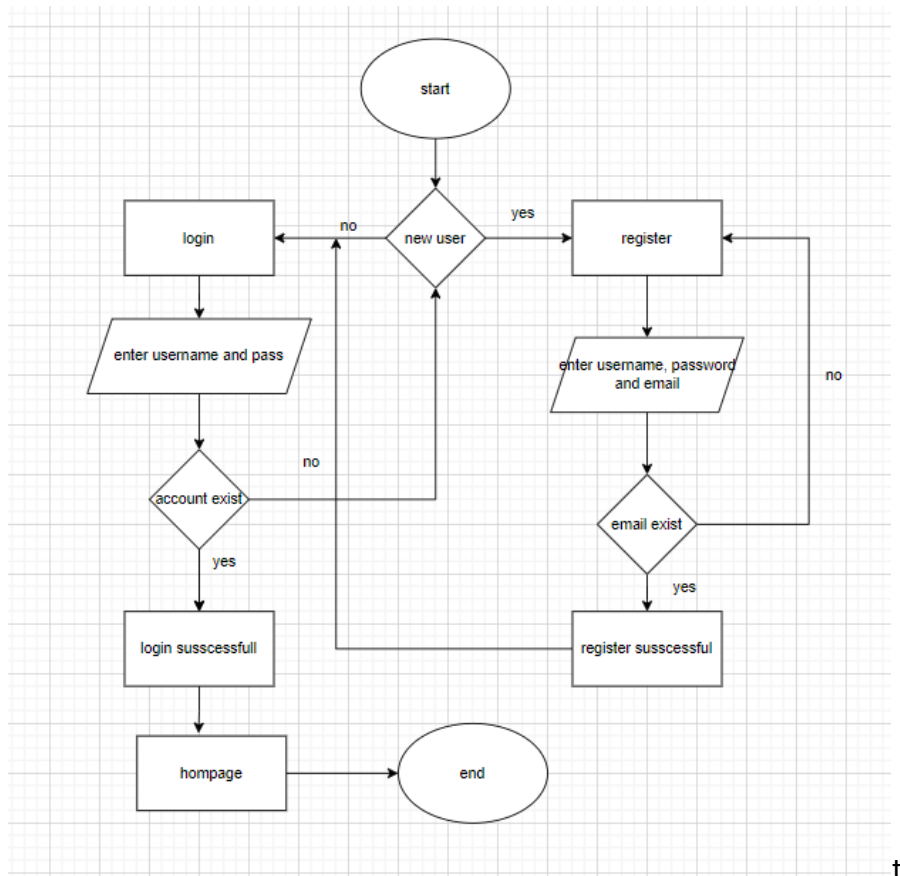 start
no
new user
yes
login
register
enter username and pass
enter username, password
and email
no
no
account exist
email exist
yes
yes
login susscessfull
register susscessful
hompage
end
t